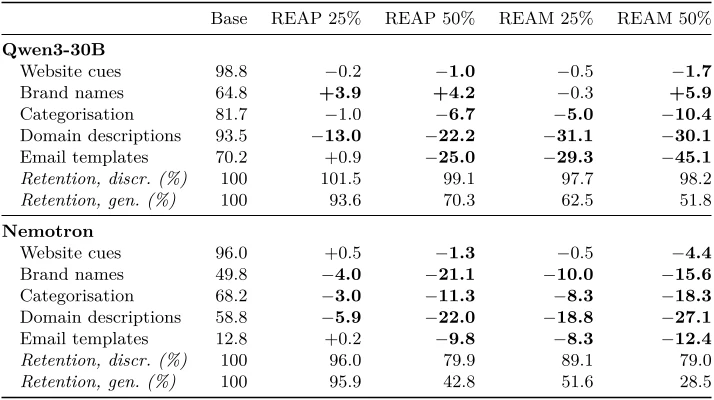 Base REAP 25% REAP 50% REAM 25% REAM 50%
Qwen3-30B
Website cues 98.8 −0.2 −1.0 −0.5 −1.7
Brand names 64.8 +3.9 +4.2 −0.3 +5.9
Categorisation 81.7 −1.0 −6.7 −5.0 −10.4
Domain descriptions 93.5 −13.0 −22.2 −31.1 −30.1
Email templates 70.2 +0.9 −25.0 −29.3 −45.1
Retention, discr. (%) 100 101.5 99.1 97.7 98.2
Retention, gen. (%) 100 93.6 70.3 62.5 51.8
Nemotron
Website cues 96.0 +0.5 −1.3 −0.5 −4.4
Brand names 49.8 −4.0 −21.1 −10.0 −15.6
Categorisation 68.2 −3.0 −11.3 −8.3 −18.3
Domain descriptions 58.8 −5.9 −22.0 −18.8 −27.1
Email templates 12.8 +0.2 −9.8 −8.3 −12.4
Retention, discr. (%) 100 96.0 79.9 89.1 79.0
Retention, gen. (%) 100 95.9 42.8 51.6 28.5